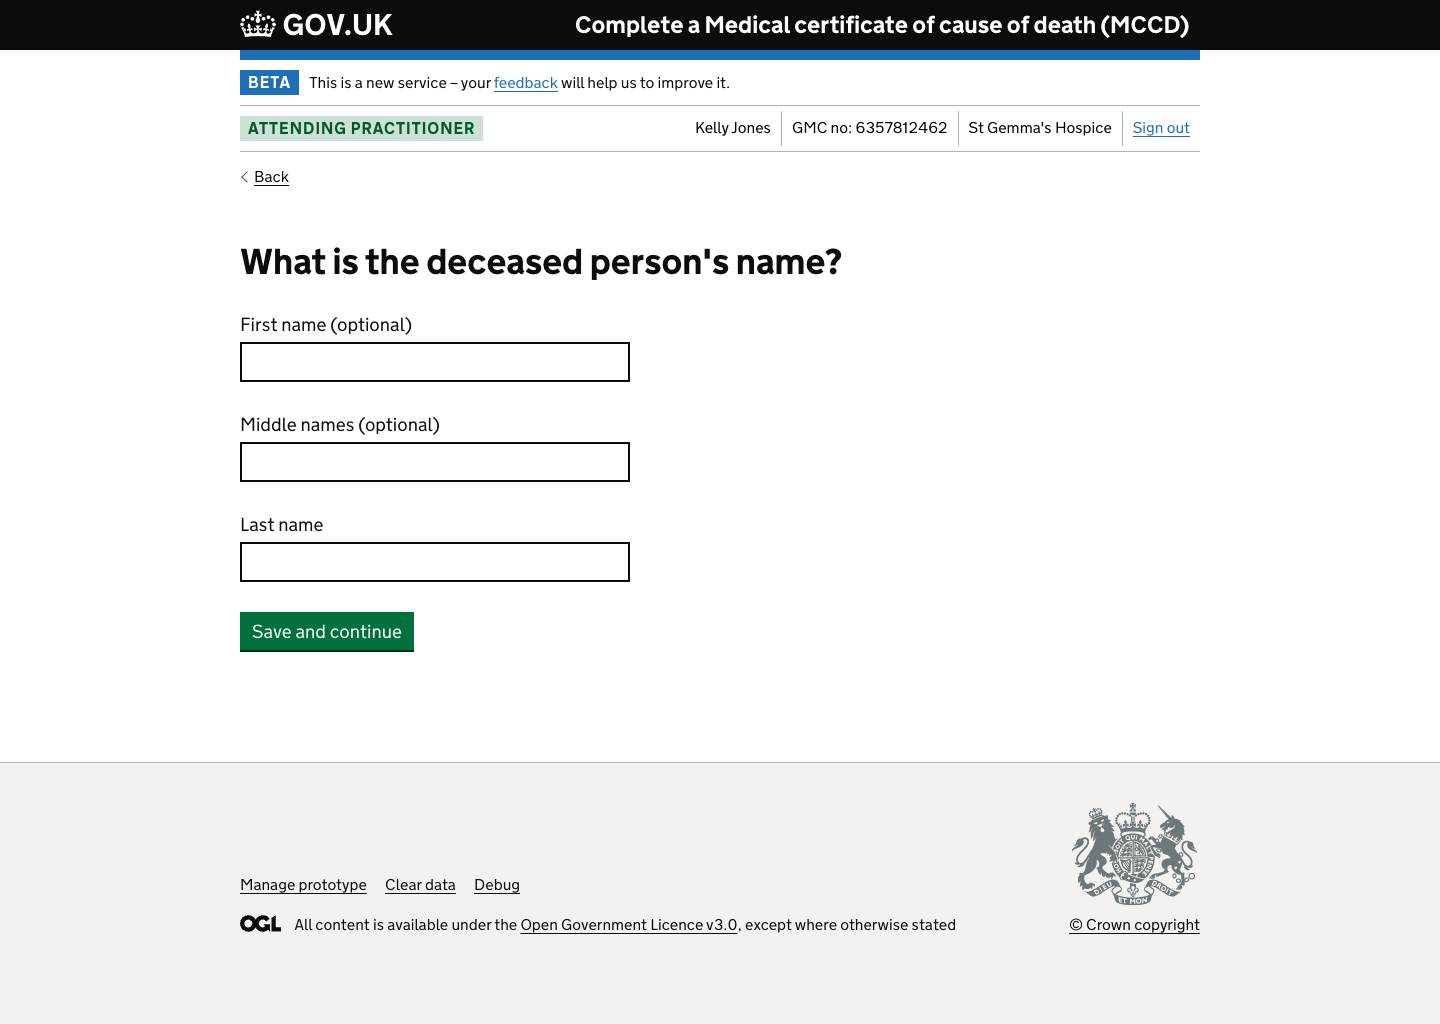 GOV.UK
Complete a Medical certificate of cause of death (MCCD)
BETA This is a new service – your feedback will help us to improve it.
ATTENDING PRACTITIONER
Kelly Jones
GMC no: 6357812462
St Gemma's Hospice
Sign out
Back
What is the deceased person's name?
First name (optional)
Middle names (optional)
Last name
Save and continue
DIEU ET MON DROIT
Manage prototype Clear data Debug
OGL All content is available under the Open Government Licence v3.0, except where otherwise stated
© Crown copyright